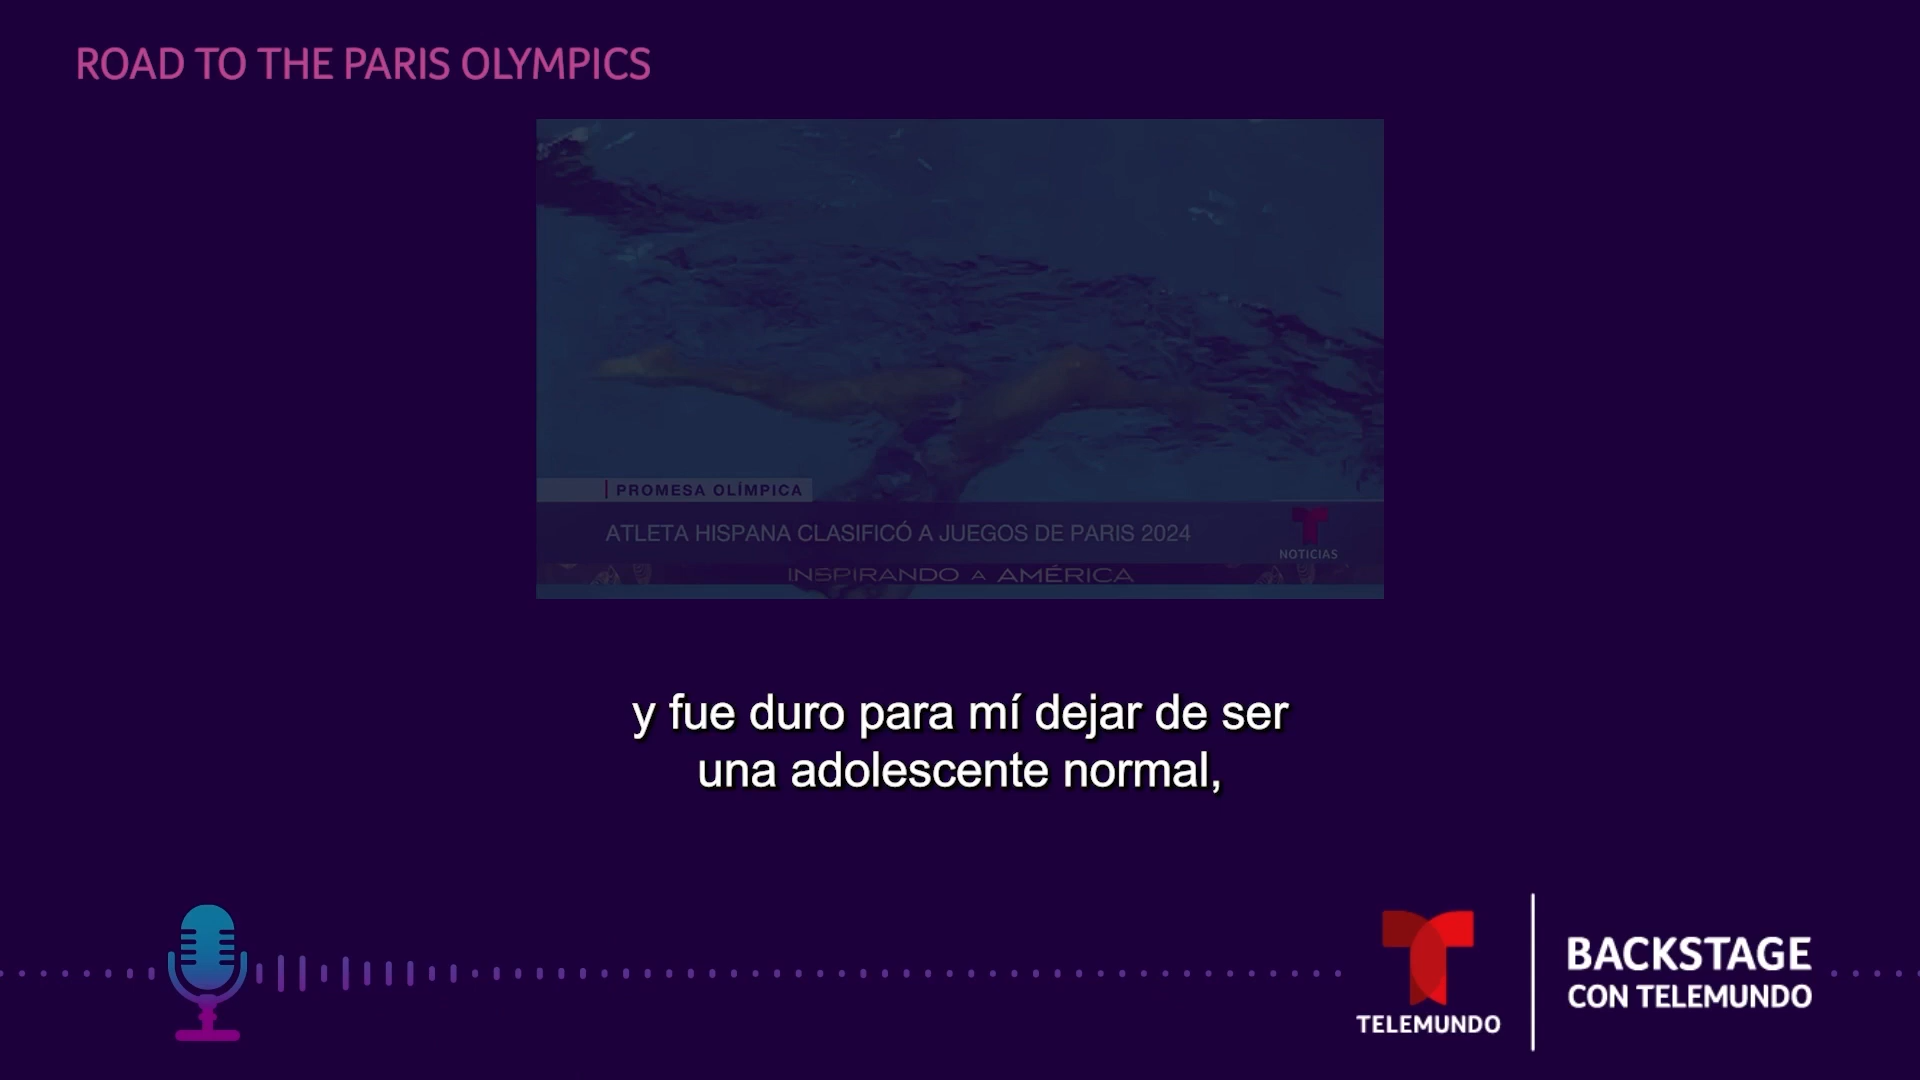 ROAD TO THE PARIS OLYMPICS
PROMESA OLÍMPICA
ATLETA HISPANA CLASIFICÓ A JUEGOS DE PARIS 2024
NOTICIAS
INSPIRANDO A AMÉRICA
y fue duro para mí dejar de ser
una adolescente normal,
TELEMUNDO
BACKSTAGE
CON TELEMUNDO